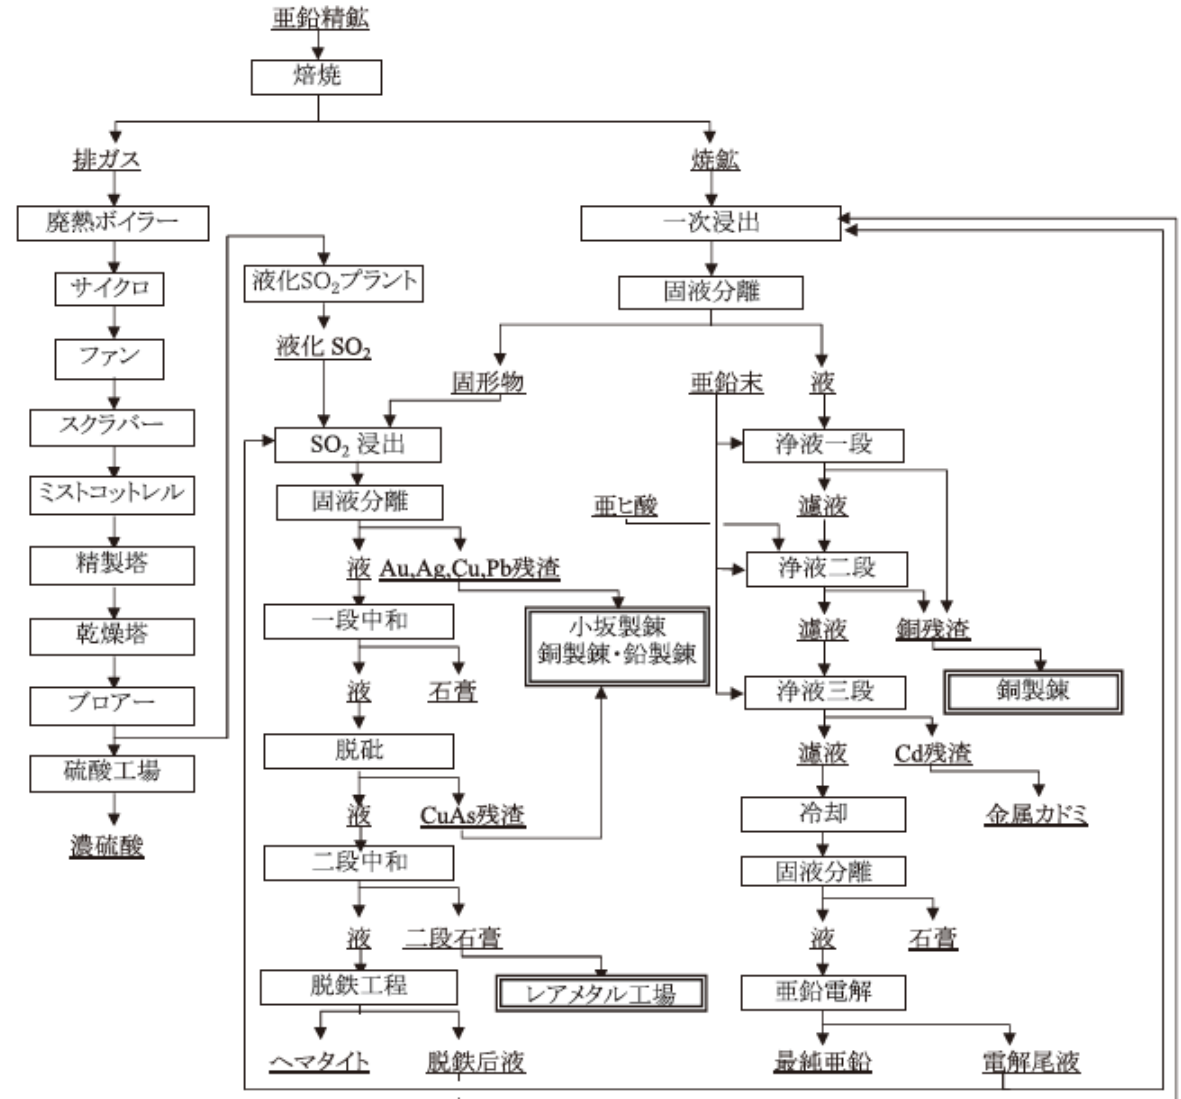 亜鉛精鉱
焙焼
排ガス
焼鉱
廃熱ボイラー
一次浸出
サイクロ
液化SO₂プラント
固液分離
ファン
液化 SO₂
固形物
亜鉛末
液
スクラバー
SO₂ 浸出
浄液一段
ミストコットレル
固液分離
亜ヒ酸
濾液
精製塔
液
Au,Ag,Cu,Pb残渣
浄液二段
乾燥塔
一段中和
小坂製錬
銅製錬・鉛製錬
濾液
銅残渣
ブロアー
液
石膏
浄液三段
銅製錬
硫酸工場
脱砒
濾液
Cd残渣
濃硫酸
液
CuAs残渣
冷却
金属カドミ
二段中和
固液分離
液
二段石膏
液
石膏
脱鉄工程
レアメタル工場
亜鉛電解
ヘマタイト
脱鉄后液
最純亜鉛
電解尾液